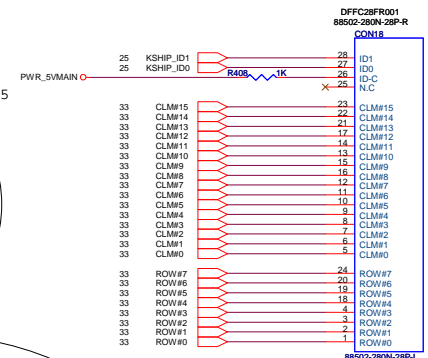 DFFC28FR001
88502-280N-28P-R
CON18
25 KSHIP_ID1 28 ID1
25 KSHIP_ID0 27 ID0
PWR_5VMAIN R408 1K 26 ID-C
25 N.C
5
33 CLM#15 23 CLM#15
33 CLM#14 22 CLM#14
33 CLM#13 21 CLM#13
33 CLM#12 17 CLM#12
33 CLM#11 14 CLM#11
33 CLM#10 13 CLM#10
33 CLM#9 15 CLM#9
33 CLM#8 16 CLM#8
33 CLM#7 12 CLM#7
33 CLM#6 11 CLM#6
33 CLM#5 10 CLM#5
33 CLM#4 9 CLM#4
33 CLM#3 8 CLM#3
33 CLM#2 7 CLM#2
33 CLM#1 6 CLM#1
33 CLM#0 5 CLM#0
33 ROW#7 24 ROW#7
33 ROW#6 20 ROW#6
33 ROW#5 19 ROW#5
33 ROW#4 18 ROW#4
33 ROW#3 4 ROW#3
33 ROW#2 3 ROW#2
33 ROW#1 2 ROW#1
33 ROW#0 1 ROW#0
88502-280N-28P-L